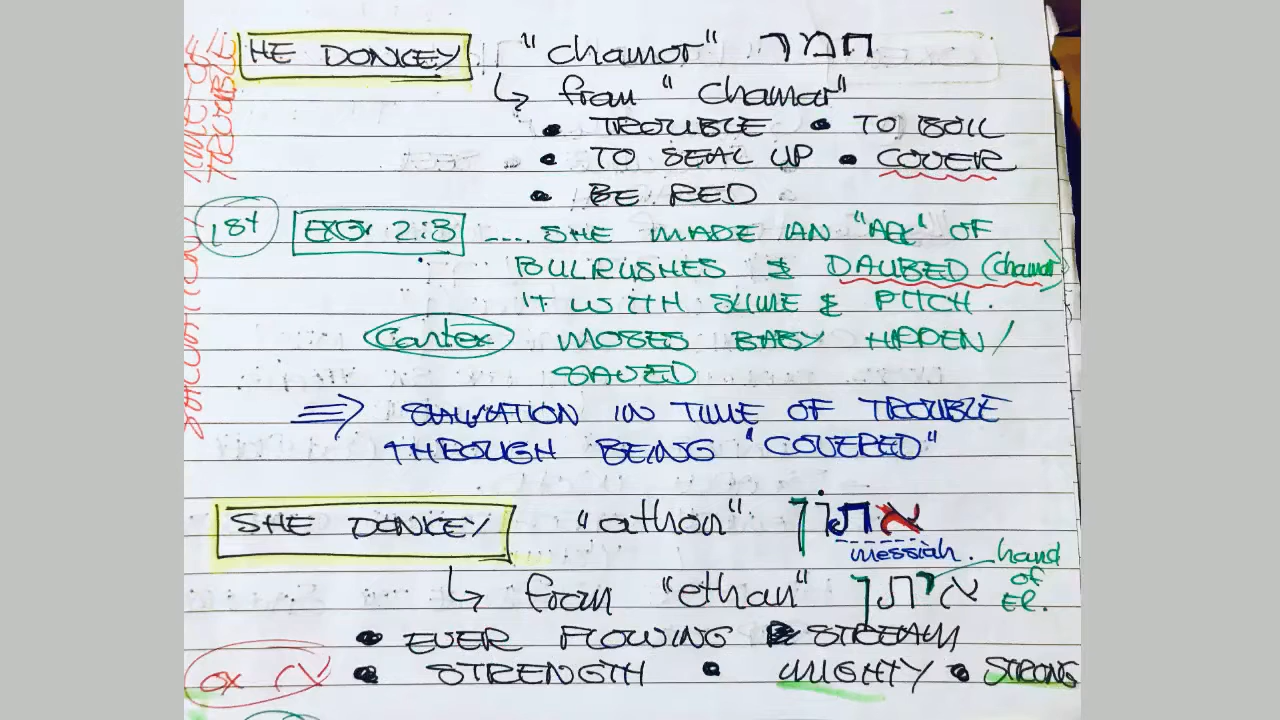 HE DONKEY "chamor" חמר
TIME OF TROUBLE
↳ from "chamar"
• TROUBLE • TO BOIL
• TO SEAL UP • COVER
• BE RED
1st EXO. 2:3 .... SHE MADE AN "ARK" OF
BULRUSHES & DAUBED (chamar)
IT WITH SLIME & PITCH.
Context MOSES BABY HIDDEN/
SAVED
⇒ SALVATION IN TIME OF TROUBLE
THROUGH BEING "COVERED"
SHE DONKEY "athon" אתון
messiah. hand
of
EL.
↳ from "ethan" איתן
• EVER FLOWING STREAM
• STRENGTH • MIGHTY • STRONG
ox